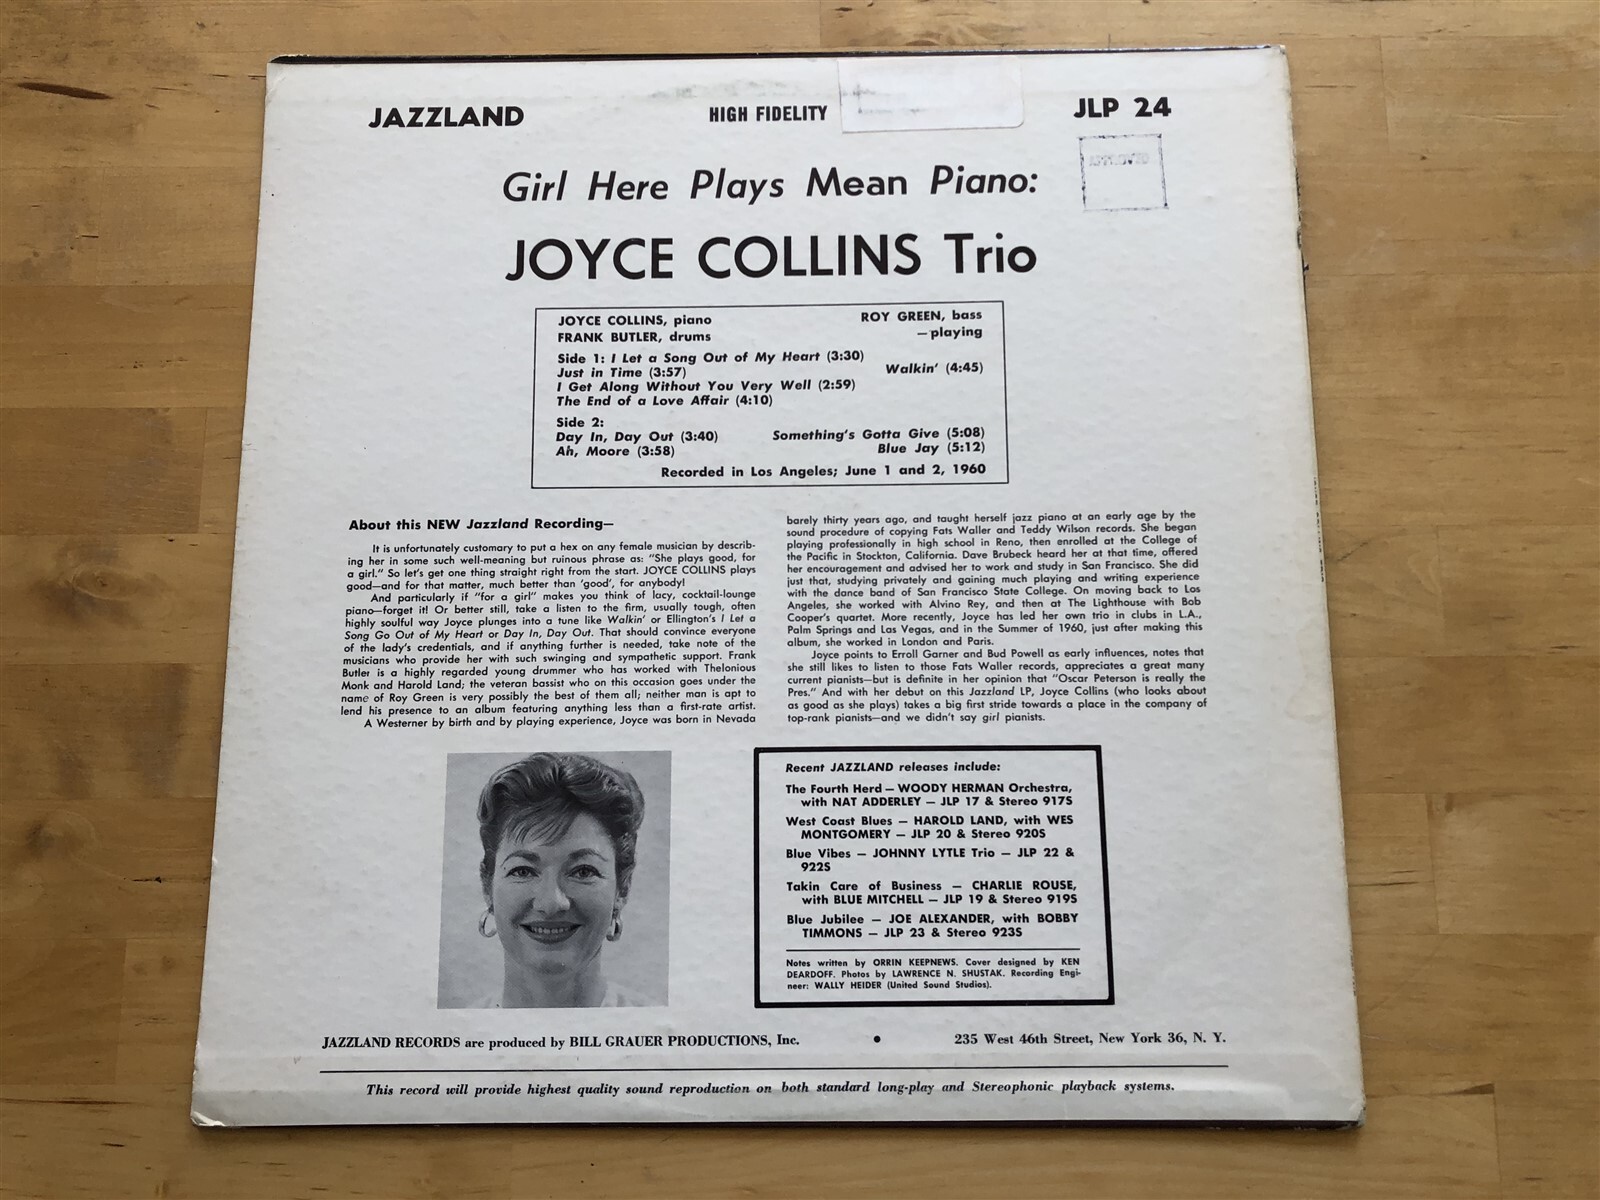 JAZZLAND HIGH FIDELITY JLP 24
Girl Here Plays Mean Piano:
JOYCE COLLINS Trio
JOYCE COLLINS, piano ROY GREEN, bass
FRANK BUTLER, drums —playing
Side 1: I Let a Song Out of My Heart (3:30)
Just in Time (3:57) Walkin' (4:45)
I Get Along Without You Very Well (2:59)
The End of a Love Affair (4:10)
Side 2:
Day In, Day Out (3:40) Something's Gotta Give (5:08)
Ah, Moore (3:58) Blue Jay (5:12)
Recorded in Los Angeles; June 1 and 2, 1960
About this NEW Jazzland Recording—
It is unfortunately customary to put a hex on any female musician by describ-
ing her in some such well-meaning but ruinous phrase as: "She plays good, for
a girl." So let's get one thing straight right from the start. JOYCE COLLINS plays
good—and for that matter, much better than 'good', for anybody!
And particularly if "for a girl" makes you think of lacy, cocktail-lounge
piano—forget it! Or better still, take a listen to the firm, usually tough, often
highly soulful way Joyce plunges into a tune like Walkin' or Ellington's I Let a
Song Go Out of My Heart or Day In, Day Out. That should convince everyone
of the lady's credentials, and if anything further is needed, take note of the
musicians who provide her with such swinging and sympathetic support. Frank
Butler is a highly regarded young drummer who has worked with Thelonious
Monk and Harold Land; the veteran bassist who on this occasion goes under the
name of Roy Green is very possibly the best of them all; neither man is apt to
lend his presence to an album featuring anything less than a first-rate artist.
A Westerner by birth and by playing experience, Joyce was born in Nevada
barely thirty years ago, and taught herself jazz piano at an early age by the
sound procedure of copying Fats Waller and Teddy Wilson records. She began
playing professionally in high school in Reno, then enrolled at the College of
the Pacific in Stockton, California. Dave Brubeck heard her at that time, offered
her encouragement and advised her to work and study in San Francisco. She did
just that, studying privately and gaining much playing and writing experience
with the dance band of San Francisco State College. On moving back to Los
Angeles, she worked with Alvino Rey, and then at The Lighthouse with Bob
Cooper's quartet. More recently, Joyce has led her own trio in clubs in L.A.,
Palm Springs and Las Vegas, and in the Summer of 1960, just after making this
album, she worked in London and Paris.
Joyce points to Erroll Garner and Bud Powell as early influences, notes that
she still likes to listen to those Fats Waller records, appreciates a great many
current pianists—but is definite in her opinion that "Oscar Peterson is really the
Pres." And with her debut on this Jazzland LP, Joyce Collins (who looks about
as good as she plays) takes a big first stride towards a place in the company of
top-rank pianists—and we didn't say girl pianists.
Recent JAZZLAND releases include:
The Fourth Herd — WOODY HERMAN Orchestra,
with NAT ADDERLEY — JLP 17 & Stereo 917S
West Coast Blues — HAROLD LAND, with WES
MONTGOMERY — JLP 20 & Stereo 920S
Blue Vibes — JOHNNY LYTLE Trio — JLP 22 &
922S
Takin Care of Business — CHARLIE ROUSE,
with BLUE MITCHELL — JLP 19 & Stereo 919S
Blue Jubilee — JOE ALEXANDER, with BOBBY
TIMMONS — JLP 23 & Stereo 923S
Notes written by ORRIN KEEPNEWS. Cover designed by KEN
DEARDOFF. Photos by LAWRENCE N. SHUSTAK. Recording Engi-
neer: WALLY HEIDER (United Sound Studios).
JAZZLAND RECORDS are produced by BILL GRAUER PRODUCTIONS, Inc. • 235 West 46th Street, New York 36, N. Y.
This record will provide highest quality sound reproduction on both standard long-play and Stereophonic playback systems.